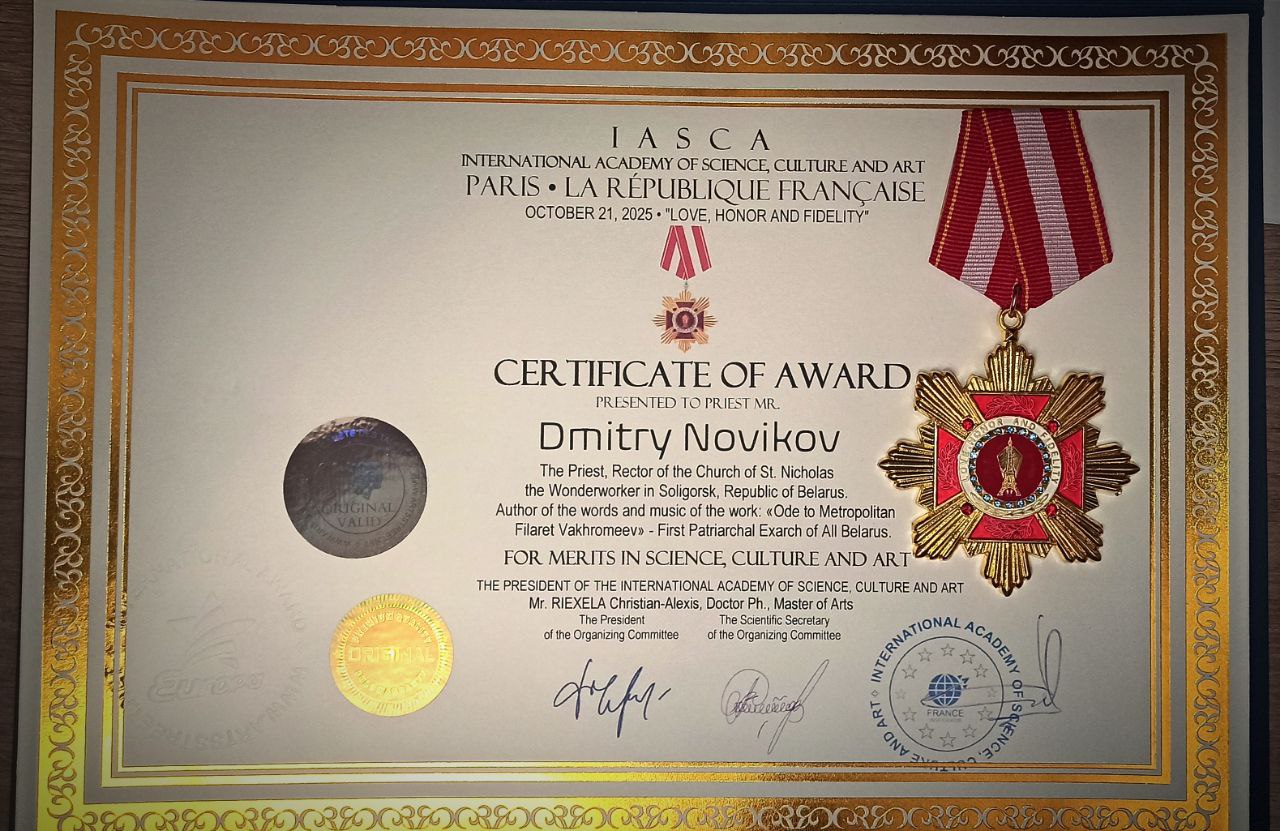 I A S C A
INTERNATIONAL ACADEMY OF SCIENCE, CULTURE AND ART
PARIS • LA RÉPUBLIQUE FRANÇAISE
OCTOBER 21, 2025 • "LOVE, HONOR AND FIDELITY"
CERTIFICATE OF AWARD
PRESENTED TO PRIEST MR.
Dmitry Novikov
The Priest, Rector of the Church of St. Nicholas
the Wonderworker in Soligorsk, Republic of Belarus.
Author of the words and music of the work: «Ode to Metropolitan
Filaret Vakhromeev» - First Patriarchal Exarch of All Belarus.
FOR MERITS IN SCIENCE, CULTURE AND ART
THE PRESIDENT OF THE INTERNATIONAL ACADEMY OF SCIENCE, CULTURE AND ART
Mr. RIEXELA Christian-Alexis, Doctor Ph., Master of Arts
The President
of the Organizing Committee
The Scientific Secretary
of the Organizing Committee
LOVE HONOR AND FIDELITY
ORIGINAL
VALID
ORIGINAL
INTERNATIONAL ACADEMY OF SCIENCE, CULTURE AND ART
FRANCE